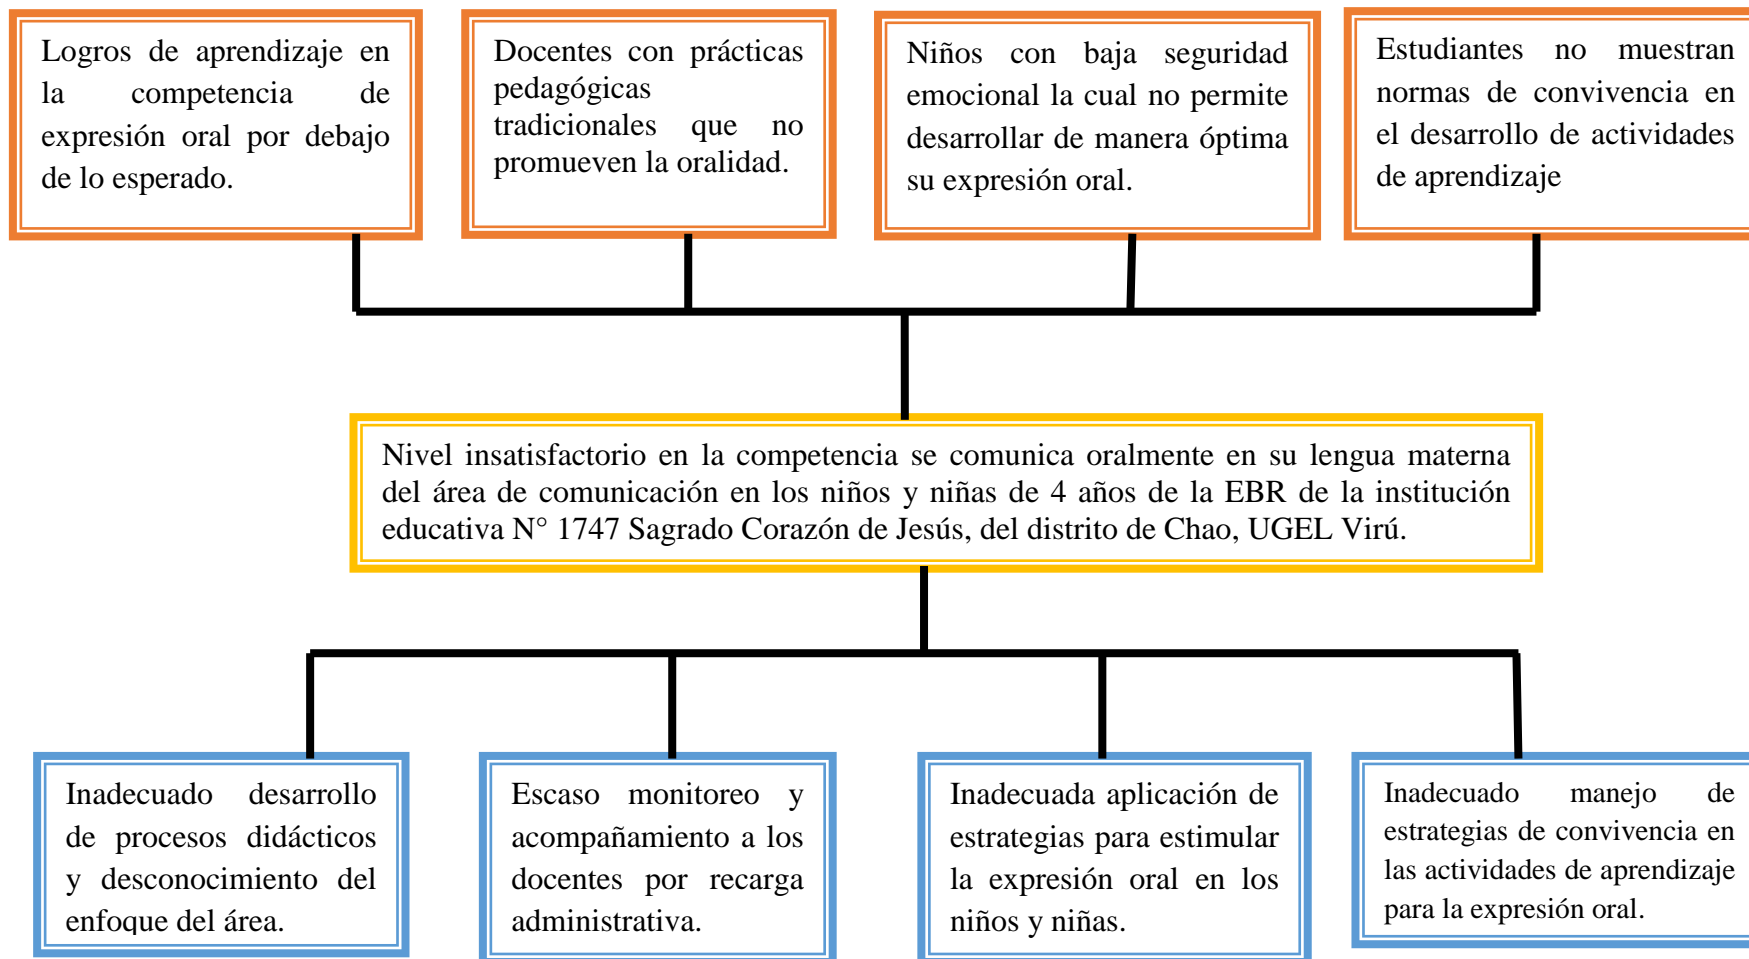 Logros de aprendizaje en
la competencia de
expresión oral por debajo
de lo esperado.
Docentes con prácticas
pedagógicas
tradicionales que no
promueven la oralidad.
Niños con baja seguridad
emocional la cual no permite
desarrollar de manera óptima
su expresión oral.
Estudiantes no muestran
normas de convivencia en
el desarrollo de actividades
de aprendizaje
Nivel insatisfactorio en la competencia se comunica oralmente en su lengua materna
del área de comunicación en los niños y niñas de 4 años de la EBR de la institución
educativa N° 1747 Sagrado Corazón de Jesús, del distrito de Chao, UGEL Virú.
Inadecuado desarrollo
de procesos didácticos
y desconocimiento del
enfoque del área.
Escaso monitoreo y
acompañamiento a los
docentes por recarga
administrativa.
Inadecuada aplicación de
estrategias para estimular
la expresión oral en los
niños y niñas.
Inadecuado manejo de
estrategias de convivencia en
las actividades de aprendizaje
para la expresión oral.